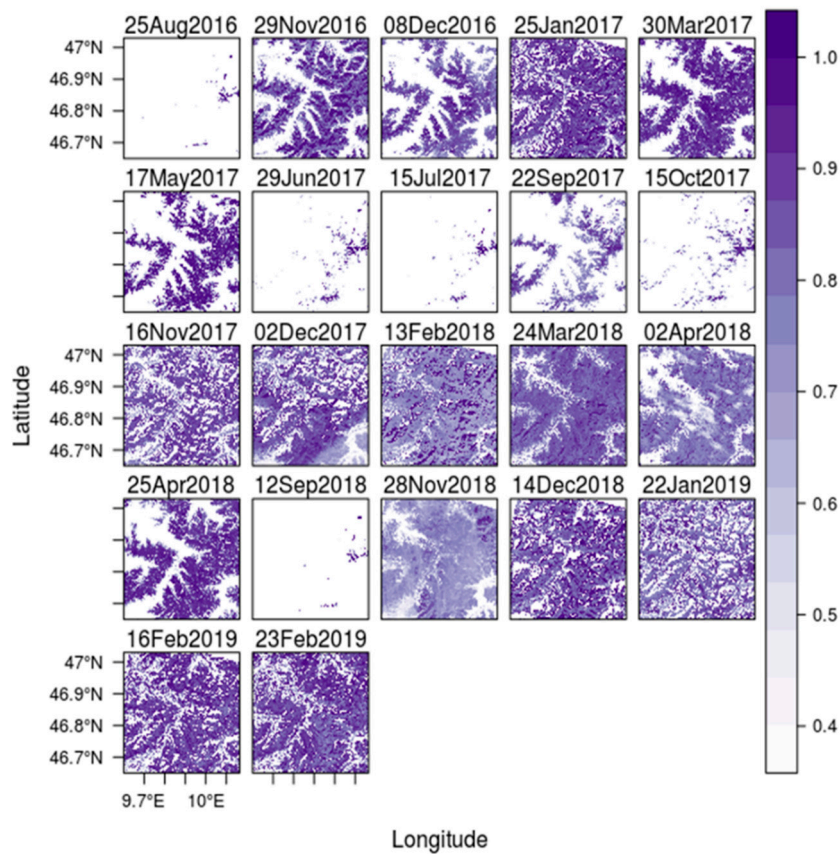 25Aug2016 29Nov2016 08Dec2016 25Jan2017 30Mar2017
47°N
46.9°N
46.8°N
46.7°N
17May2017 29Jun2017 15Jul2017 22Sep2017 15Oct2017
16Nov2017 02Dec2017 13Feb2018 24Mar2018 02Apr2018
47°N
46.9°N
46.8°N
46.7°N
25Apr2018 12Sep2018 28Nov2018 14Dec2018 22Jan2019
16Feb2019 23Feb2019
47°N
46.9°N
46.8°N
46.7°N
9.7°E 10°E
Latitude
Longitude
1.0
0.9
0.8
0.7
0.6
0.5
0.4